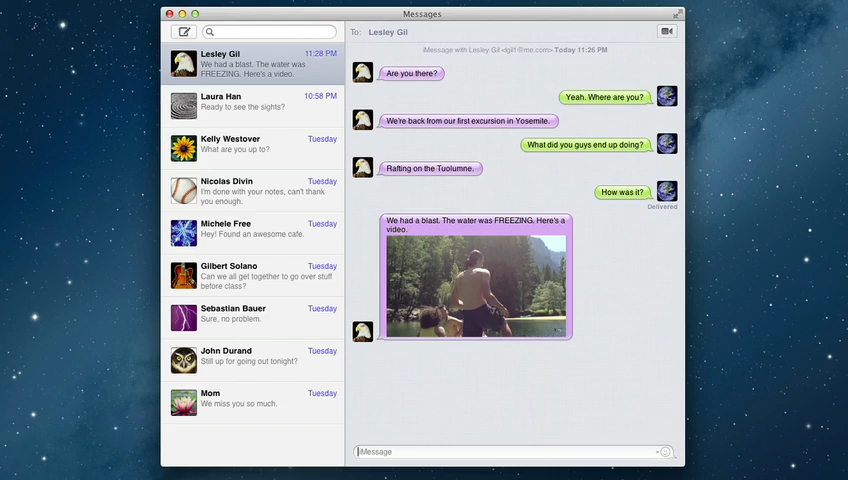 Messages
Lesley Gil 11:28 PM
We had a blast. The water was
FREEZING. Here's a video.
Laura Han 10:58 PM
Ready to see the sights?
Kelly Westover Tuesday
What are you up to?
Nicolas Divin Tuesday
I'm done with your notes, can't thank
you enough.
Michele Free Tuesday
Hey! Found an awesome cafe.
Gilbert Solano Tuesday
Can we all get together to go over stuff
before class?
Sebastian Bauer Tuesday
Sure, no problem.
John Durand Tuesday
Still up for going out tonight?
Mom Tuesday
We miss you so much.
To: Lesley Gil
iMessage with Lesley Gil <lgil1@me.com> Today 11:26 PM
Are you there?
Yeah. Where are you?
We're back from our first excursion in Yosemite.
What did you guys end up doing?
Rafting on the Tuolumne.
How was it?
Delivered
We had a blast. The water was FREEZING. Here's a
video.
iMessage